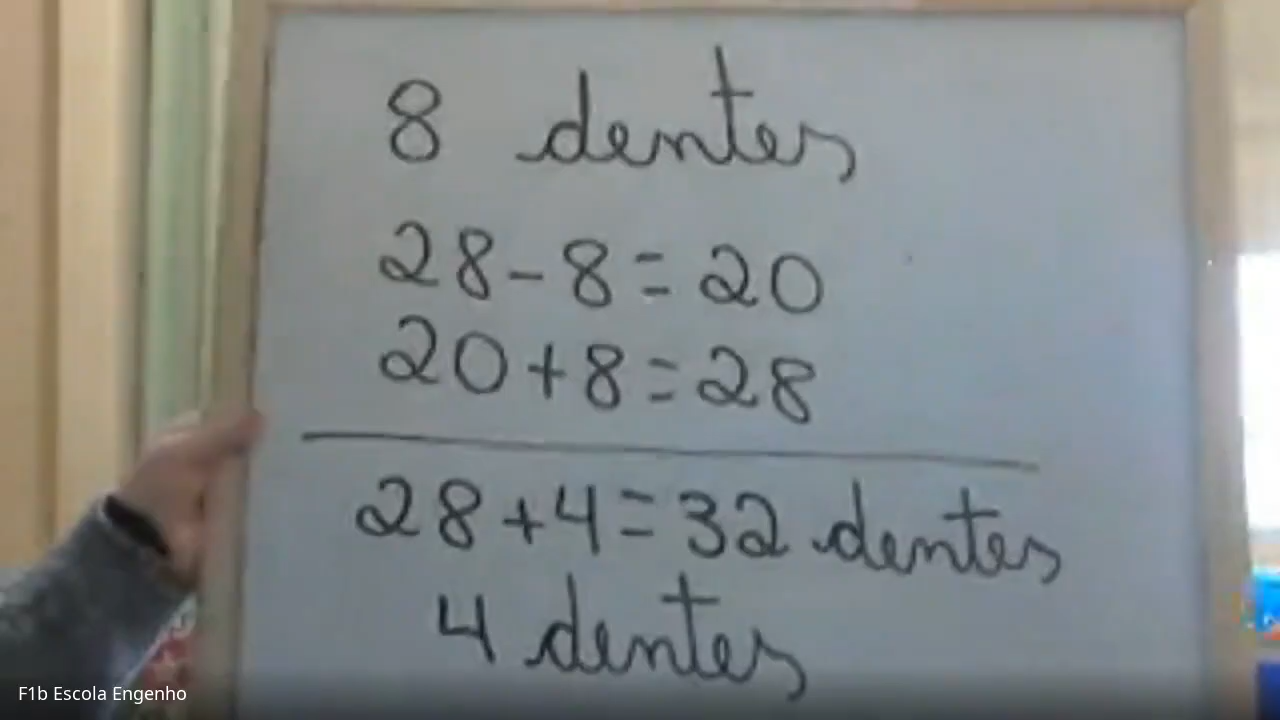 8 dentes
28-8=20
20+8=28
28+4=32 dentes
4 dentes
F1b Escola Engenho